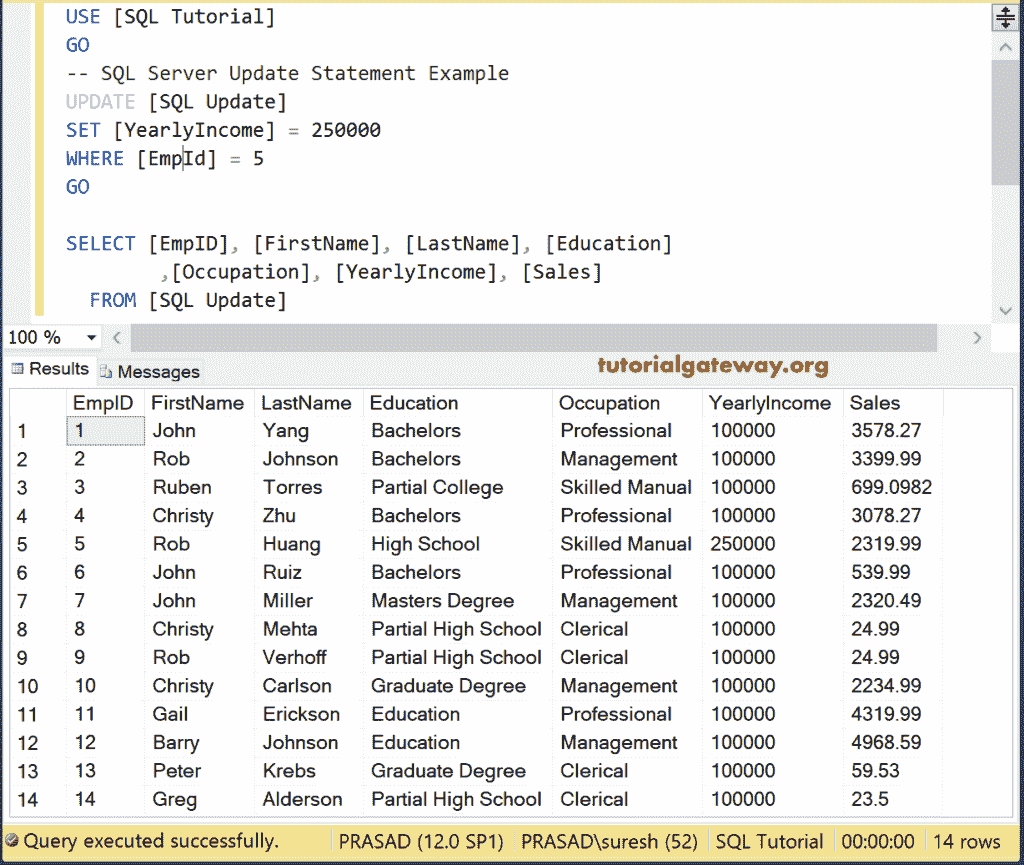 USE [SQL Tutorial]
GO
-- SQL Server Update Statement Example
UPDATE [SQL Update]
SET [YearlyIncome] = 250000
WHERE [EmpId] = 5
GO
SELECT [EmpID], [FirstName], [LastName], [Education]
,[Occupation], [YearlyIncome], [Sales]
FROM [SQL Update]
100 %
Results Messages tutorialgateway.org
EmpID FirstName LastName Education Occupation YearlyIncome Sales
1 1 John Yang Bachelors Professional 100000 3578.27
2 2 Rob Johnson Bachelors Management 100000 3399.99
3 3 Ruben Torres Partial College Skilled Manual 100000 699.0982
4 4 Christy Zhu Bachelors Professional 100000 3078.27
5 5 Rob Huang High School Skilled Manual 250000 2319.99
6 6 John Ruiz Bachelors Professional 100000 539.99
7 7 John Miller Masters Degree Management 100000 2320.49
8 8 Christy Mehta Partial High School Clerical 100000 24.99
9 9 Rob Verhoff Partial High School Clerical 100000 24.99
10 10 Christy Carlson Graduate Degree Management 100000 2234.99
11 11 Gail Erickson Education Professional 100000 4319.99
12 12 Barry Johnson Education Management 100000 4968.59
13 13 Peter Krebs Graduate Degree Clerical 100000 59.53
14 14 Greg Alderson Partial High School Clerical 100000 23.5
Query executed successfully. PRASAD (12.0 SP1) PRASAD\suresh (52) SQL Tutorial 00:00:00 14 rows